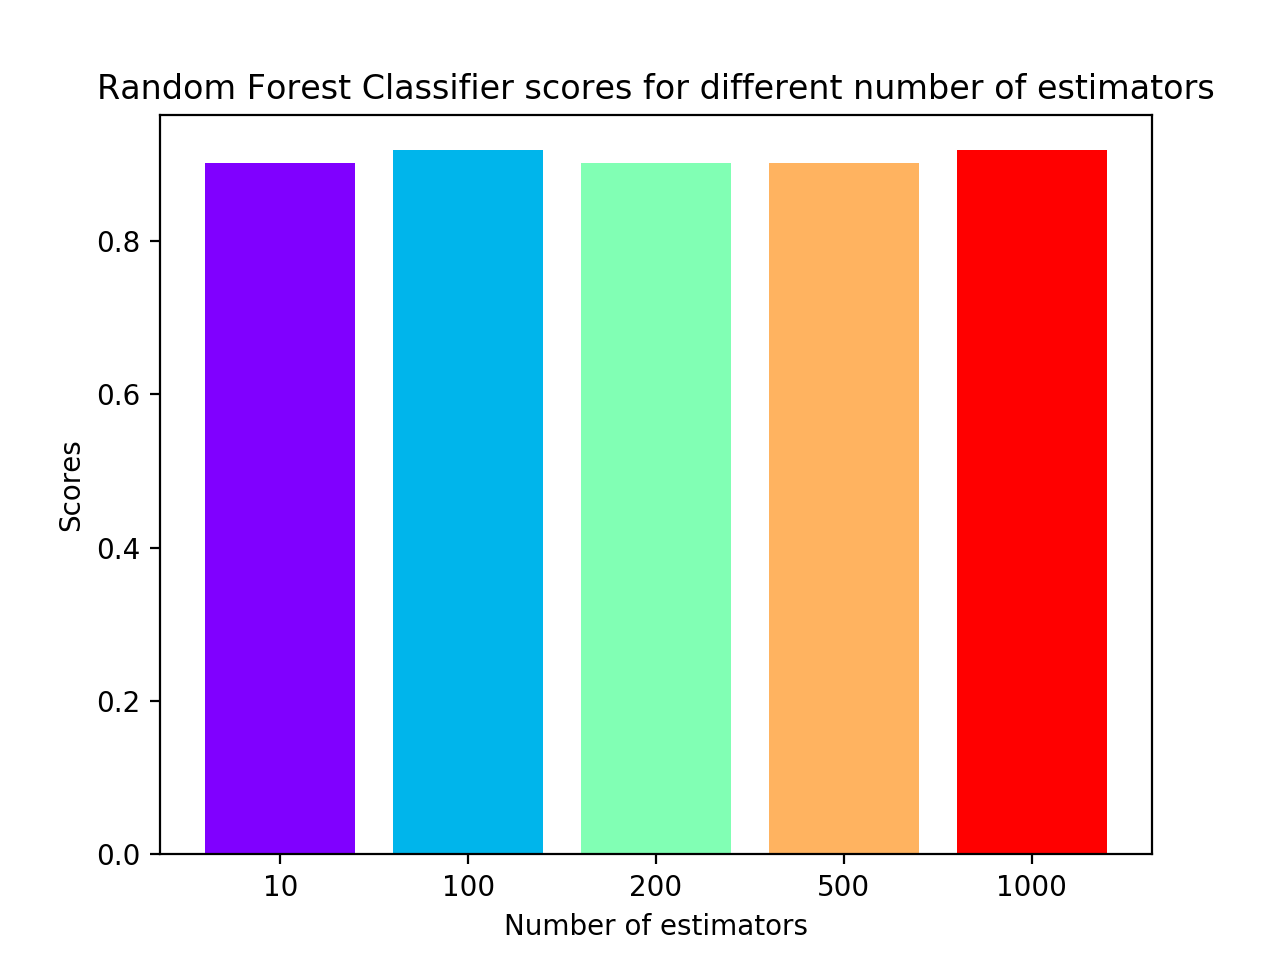 Random Forest Classifier scores for different number of estimators
0.8
0.6
0.4
0.2
0.0
Scores
10 100 200 500 1000
Number of estimators